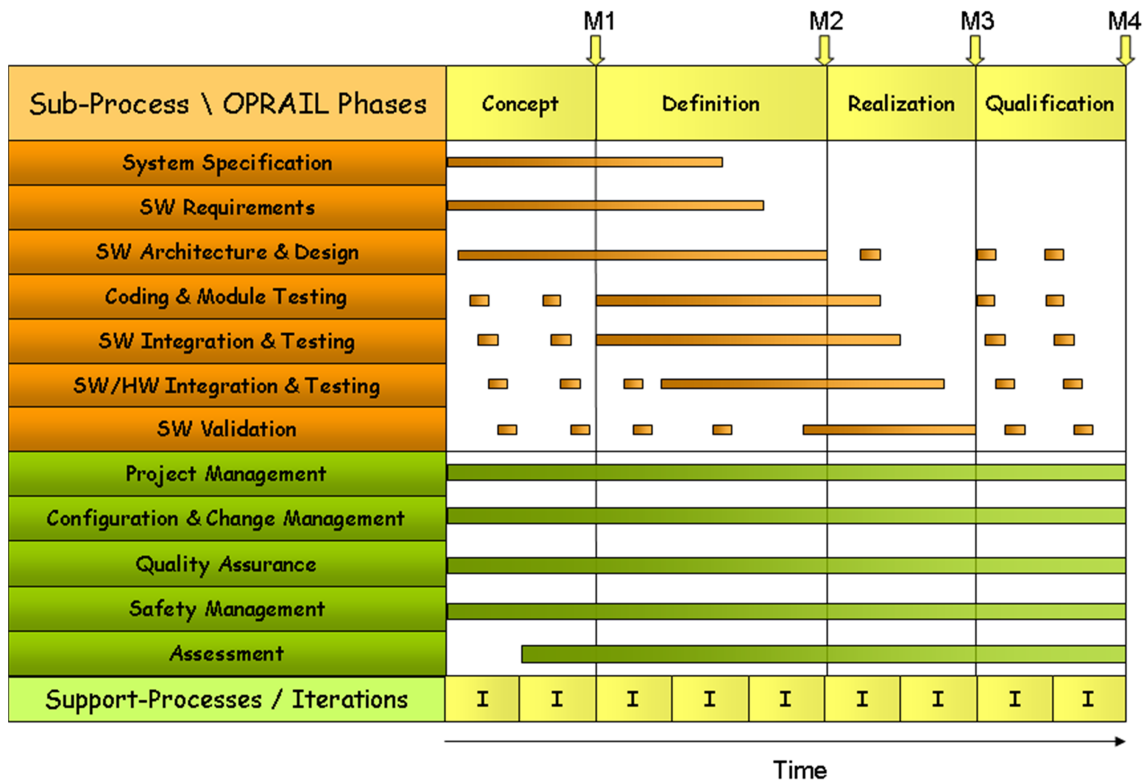 M1 M2 M3 M4
Sub-Process \ OPRAIL Phases Concept Definition Realization Qualification
System Specification
SW Requirements
SW Architecture & Design
Coding & Module Testing
SW Integration & Testing
SW/HW Integration & Testing
SW Validation
Project Management
Configuration & Change Management
Quality Assurance
Safety Management
Assessment
Support-Processes / Iterations I I I I I I I I I
Time